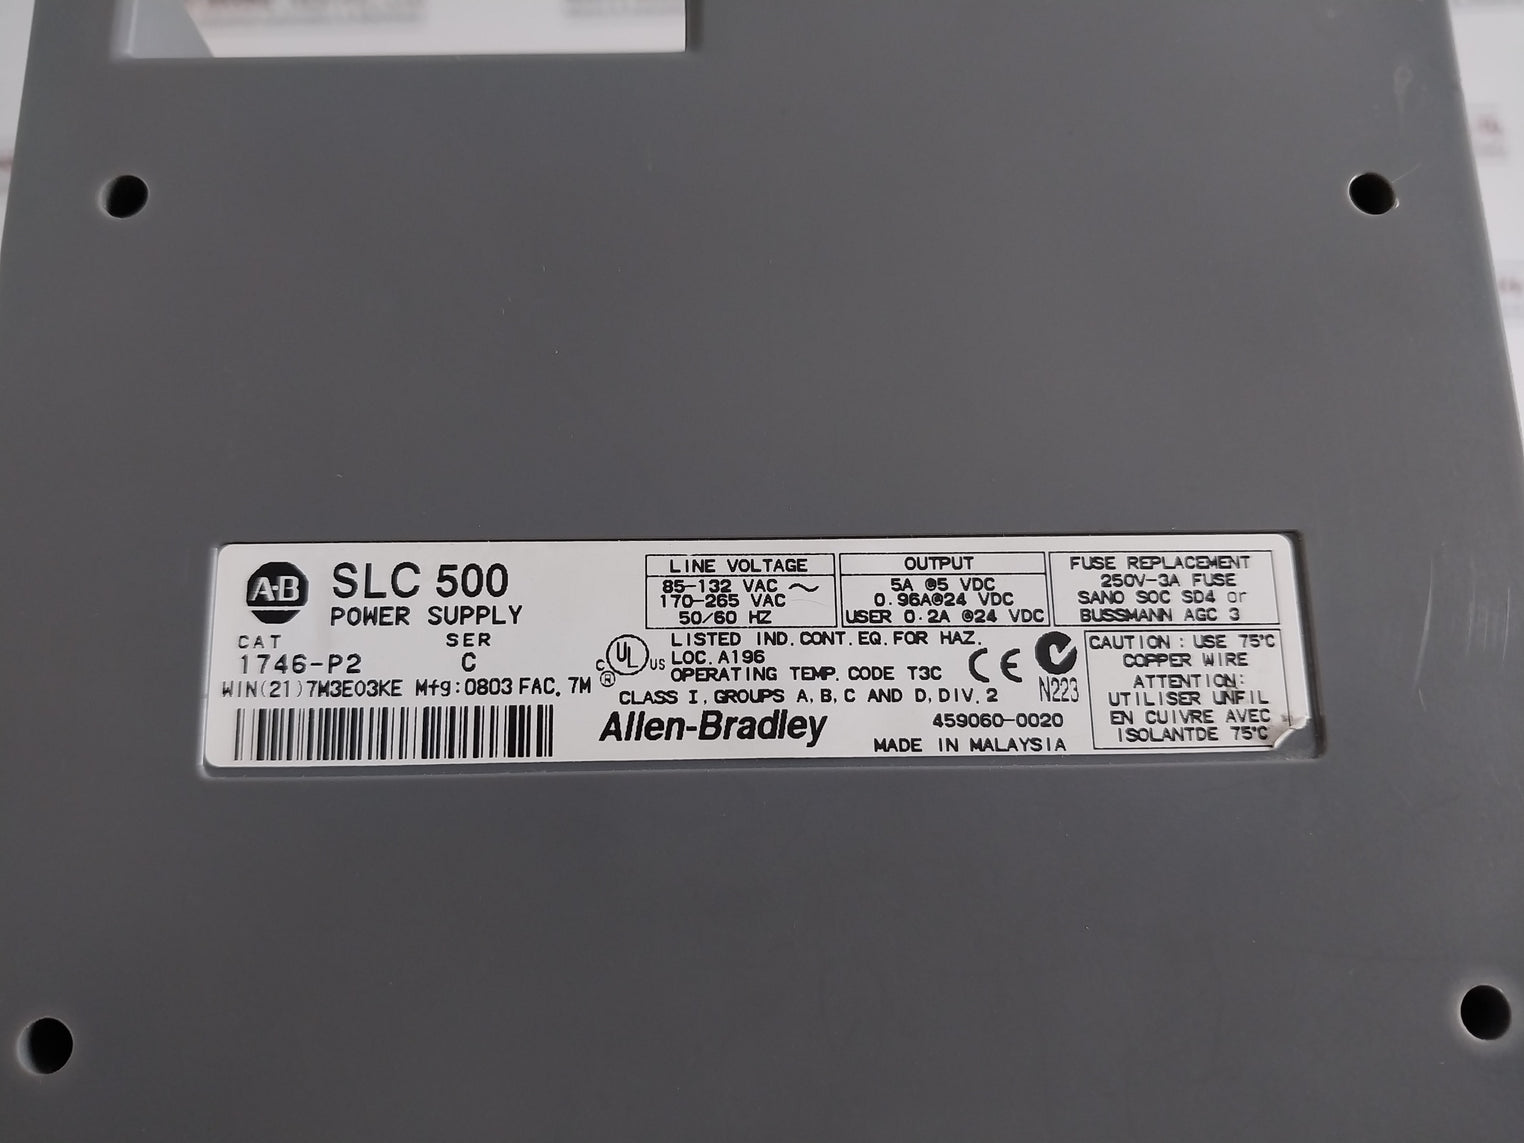 A-B
SLC 500
POWER SUPPLY
CAT SER
1746-P2 C
WIN(21)7M3E03KE Mfg:0803 FAC. 7M
LINE VOLTAGE
85-132 VAC ~
170-265 VAC
50/60 HZ
OUTPUT
5A @5 VDC
0.96A@24 VDC
USER 0.2A @24 VDC
FUSE REPLACEMENT
250V-3A FUSE
SANO SOC SD4 or
BUSSMANN AGC 3
C UL US
®
LISTED IND. CONT. EQ. FOR HAZ.
LOC. A196
OPERATING TEMP. CODE T3C
CLASS I, GROUPS A, B, C AND D, DIV. 2
CE
N223
Allen-Bradley
459060-0020
MADE IN MALAYSIA
CAUTION : USE 75°C
COPPER WIRE
ATTENTION:
UTILISER UNFIL
EN CUIVRE AVEC
ISOLANTDE 75°C